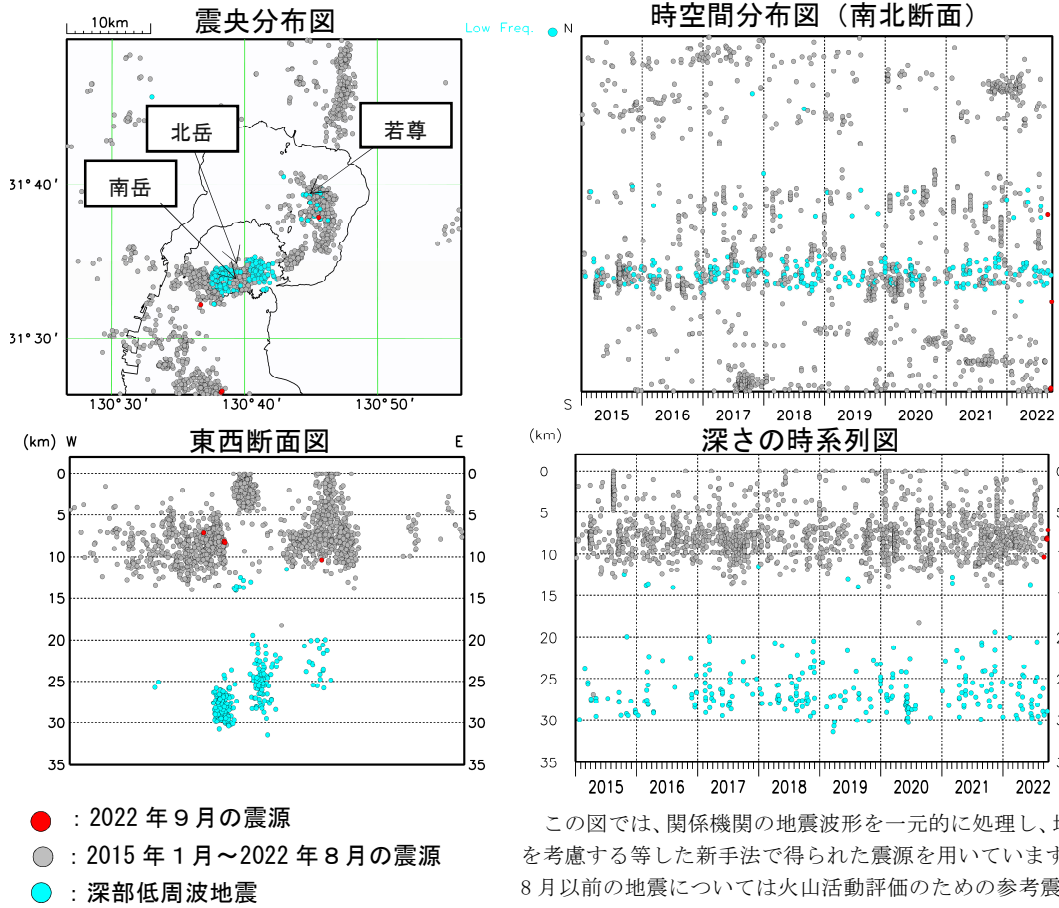 10km
震央分布図
Low Freq.
北岳
若尊
南岳
31°40′
31°30′
130°30′
130°40′
130°50′
時空間分布図（南北断面）
N
S
2015 2016 2017 2018 2019 2020 2021 2022
東西断面図
(km) W
E
0
5
10
15
20
25
30
35
0
5
10
15
20
25
30
35
深さの時系列図
(km)
0
5
10
15
20
25
30
35
2015 2016 2017 2018 2019 2020 2021 2022
：2022 年９月の震源
：2015 年１月～2022 年８月の震源
：深部低周波地震
この図では、関係機関の地震波形を一元的に処理し、
を考慮する等した新手法で得られた震源を用いています
８月以前の地震については火山活動評価のための参考震